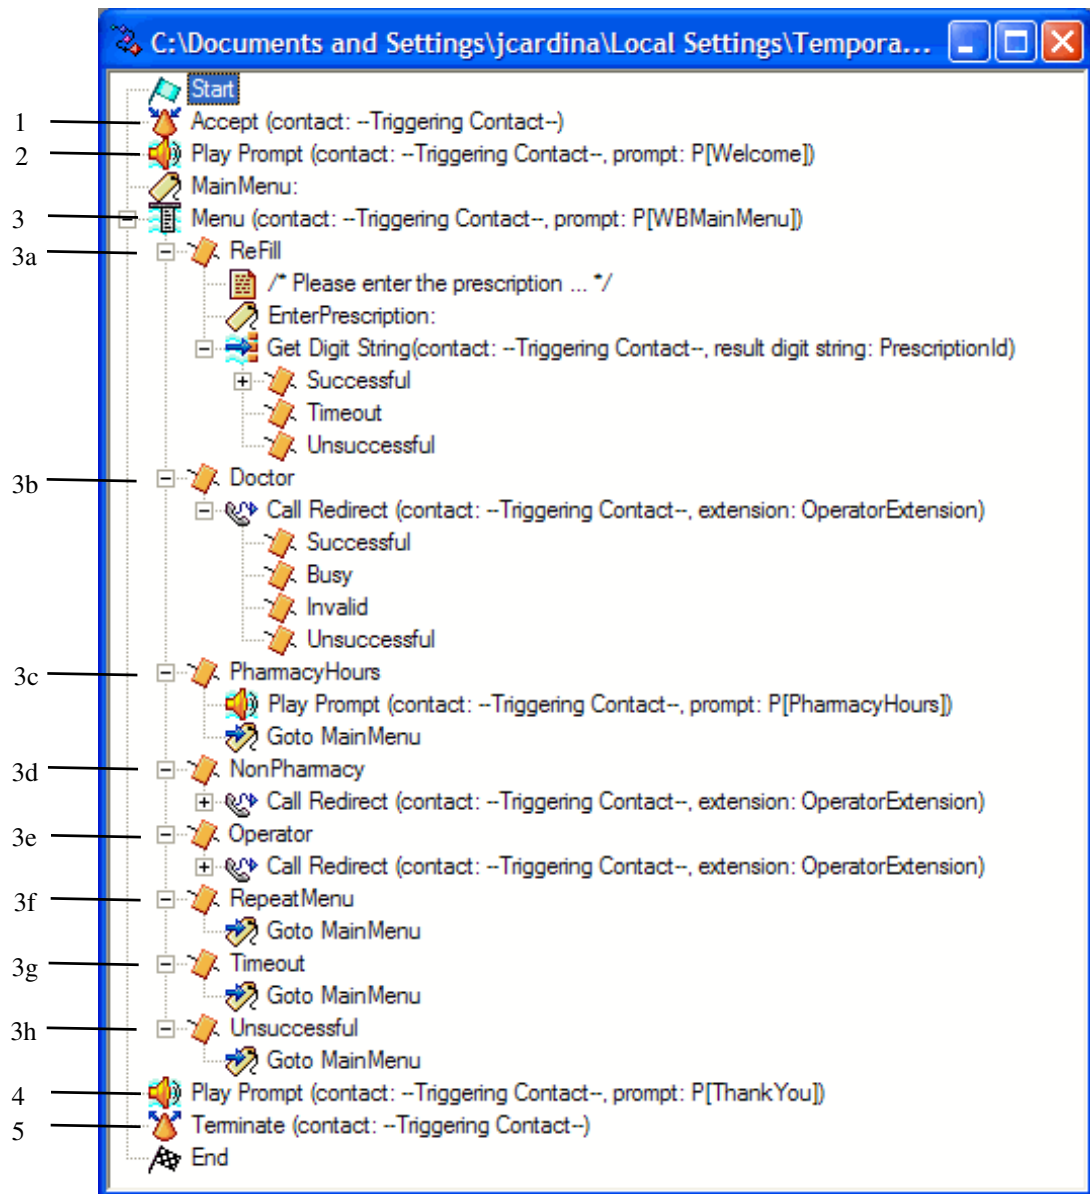 C:\Documents and Settings\jcardina\Local Settings\Tempora...
Start
1 Accept (contact: --Triggering Contact--)
2 Play Prompt (contact: --Triggering Contact--, prompt: P[Welcome])
MainMenu:
3 Menu (contact: --Triggering Contact--, prompt: P[WBMainMenu])
3a ReFill
/* Please enter the prescription ... */
EnterPrescription:
Get Digit String(contact: --Triggering Contact--, result digit string: PrescriptionId)
Successful
Timeout
Unsuccessful
3b Doctor
Call Redirect (contact: --Triggering Contact--, extension: OperatorExtension)
Successful
Busy
Invalid
Unsuccessful
3c PharmacyHours
Play Prompt (contact: --Triggering Contact--, prompt: P[PharmacyHours])
Goto MainMenu
3d NonPharmacy
Call Redirect (contact: --Triggering Contact--, extension: OperatorExtension)
3e Operator
Call Redirect (contact: --Triggering Contact--, extension: OperatorExtension)
3f RepeatMenu
Goto MainMenu
3g Timeout
Goto MainMenu
3h Unsuccessful
Goto MainMenu
4 Play Prompt (contact: --Triggering Contact--, prompt: P[ThankYou])
5 Terminate (contact: --Triggering Contact--)
End